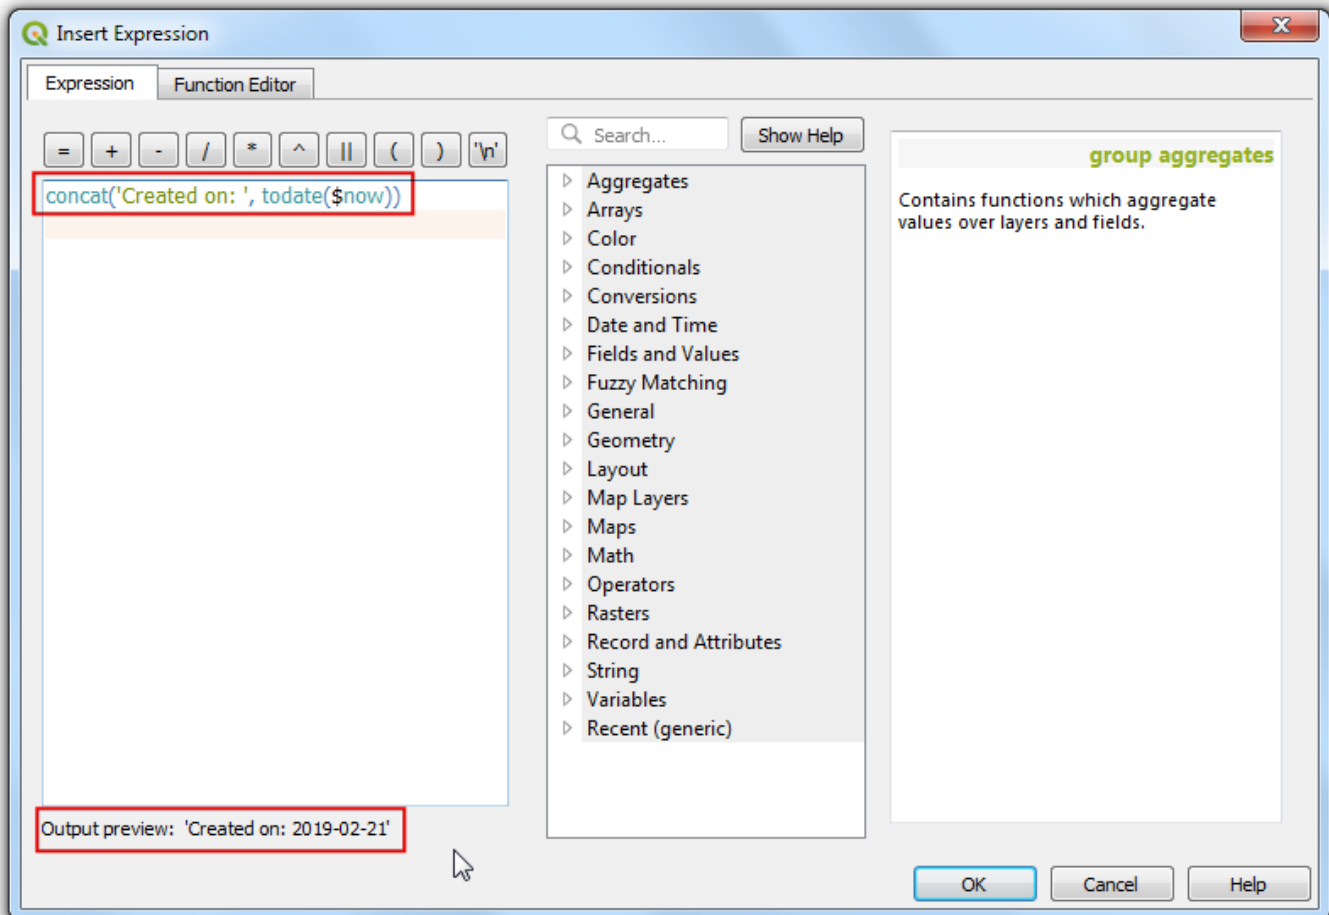 Insert Expression
Expression
Function Editor
= + - / * ^ || ( ) '\n'
concat('Created on: ', todate($now))
Output preview: 'Created on: 2019-02-21'
Search...
Show Help
Aggregates
Arrays
Color
Conditionals
Conversions
Date and Time
Fields and Values
Fuzzy Matching
General
Geometry
Layout
Map Layers
Maps
Math
Operators
Rasters
Record and Attributes
String
Variables
Recent (generic)
group aggregates
Contains functions which aggregate
values over layers and fields.
OK
Cancel
Help